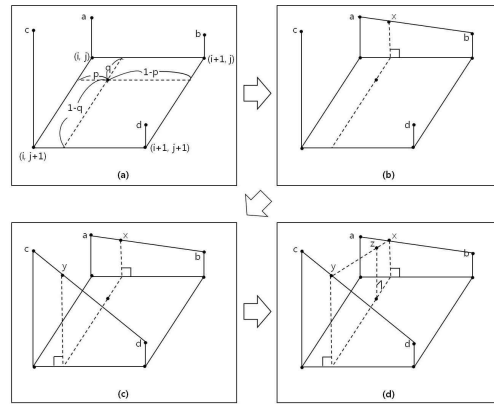 a
c
b
(i, j)
q
(i+1, j)
p
1-p
1-q
d
(i, j+1)
(i+1, j+1)
(a)
a
x
c
b
d
(b)
a
x
c
b
y
d
(c)
a
x
z
c
b
y
d
(d)